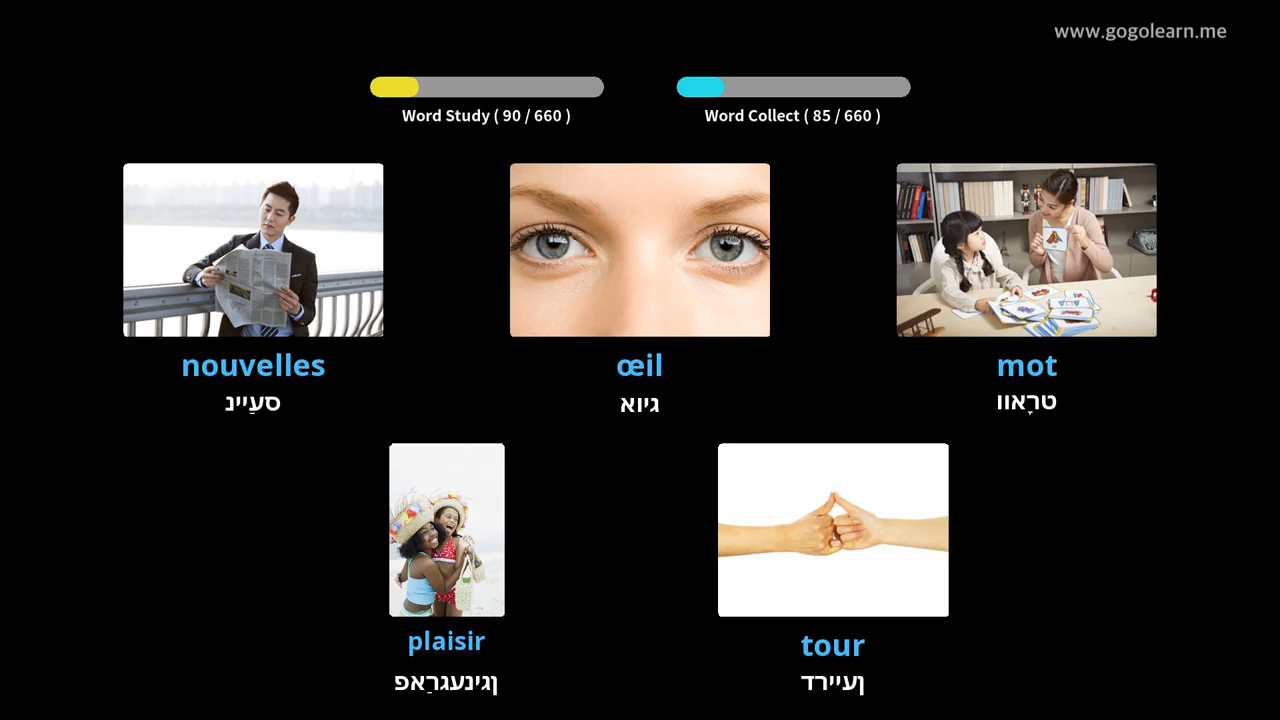 www.gogolearn.me
Word Study ( 90 / 660 )
Word Collect ( 85 / 660 )
nouvelles
סעַיינ
œil
גיוא
mot
טרָאוו
plaisir
ןגינעגרַאפ
tour
ןעיירד